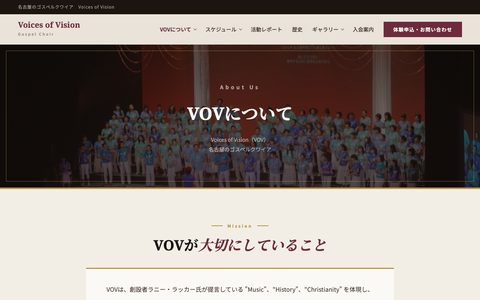 名古屋のゴスペルクワイア　Voices of Vision
Voices of Vision
Gospel Choir
VOVについて スケジュール 活動レポート 歴史 ギャラリー 入会案内 体験申込・お問い合わせ
About Us
VOVについて
Voices of Vision（VOV）
名古屋のゴスペルクワイア
Mission
VOVが大切にしていること
VOVは、創設者ラニー・ラッカー氏が提言している "Music"、"History"、"Christianity" を体現し、